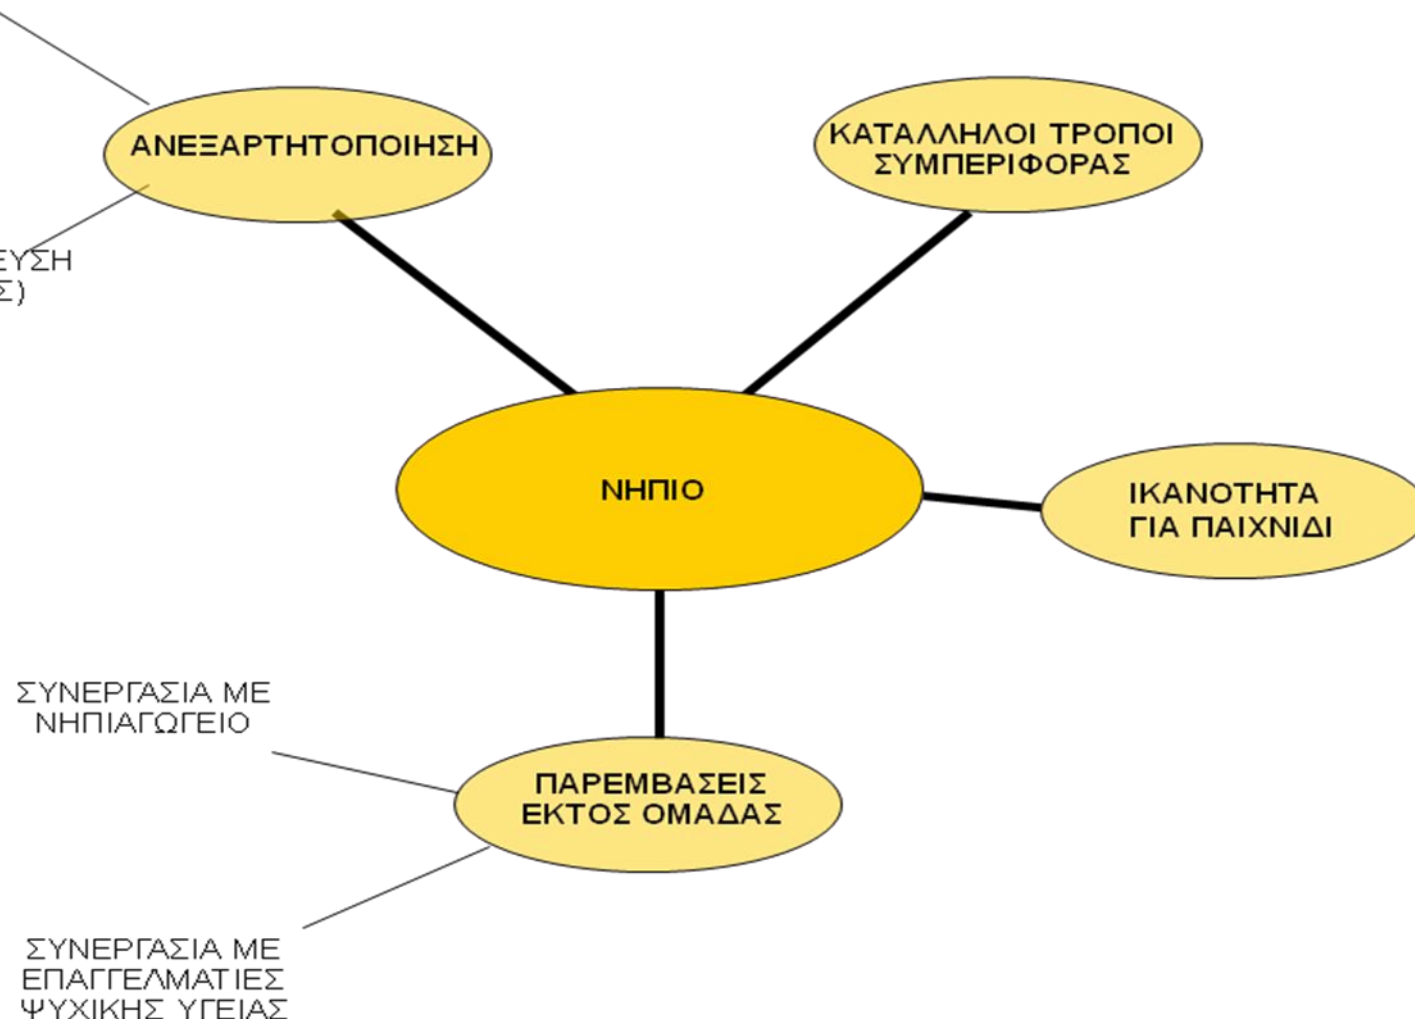 ΑΝΕΞΑΡΤΗΤΟΠΟΙΗΣΗ
ΚΑΤΑΛΛΗΛΟΙ ΤΡΟΠΟΙ
ΣΥΜΠΕΡΙΦΟΡΑΣ
ΝΗΠΙΟ
ΙΚΑΝΟΤΗΤΑ
ΓΙΑ ΠΑΙΧΝΙΔΙ
ΣΥΝΕΡΓΑΣΙΑ ΜΕ
ΝΗΠΙΑΓΩΓΕΙΟ
ΠΑΡΕΜΒΑΣΕΙΣ
ΕΚΤΟΣ ΟΜΑΔΑΣ
ΣΥΝΕΡΓΑΣΙΑ ΜΕ
ΕΠΑΓΓΕΛΜΑΤΙΕΣ
ΨΥΧΙΚΗΣ ΥΓΕΙΑΣ